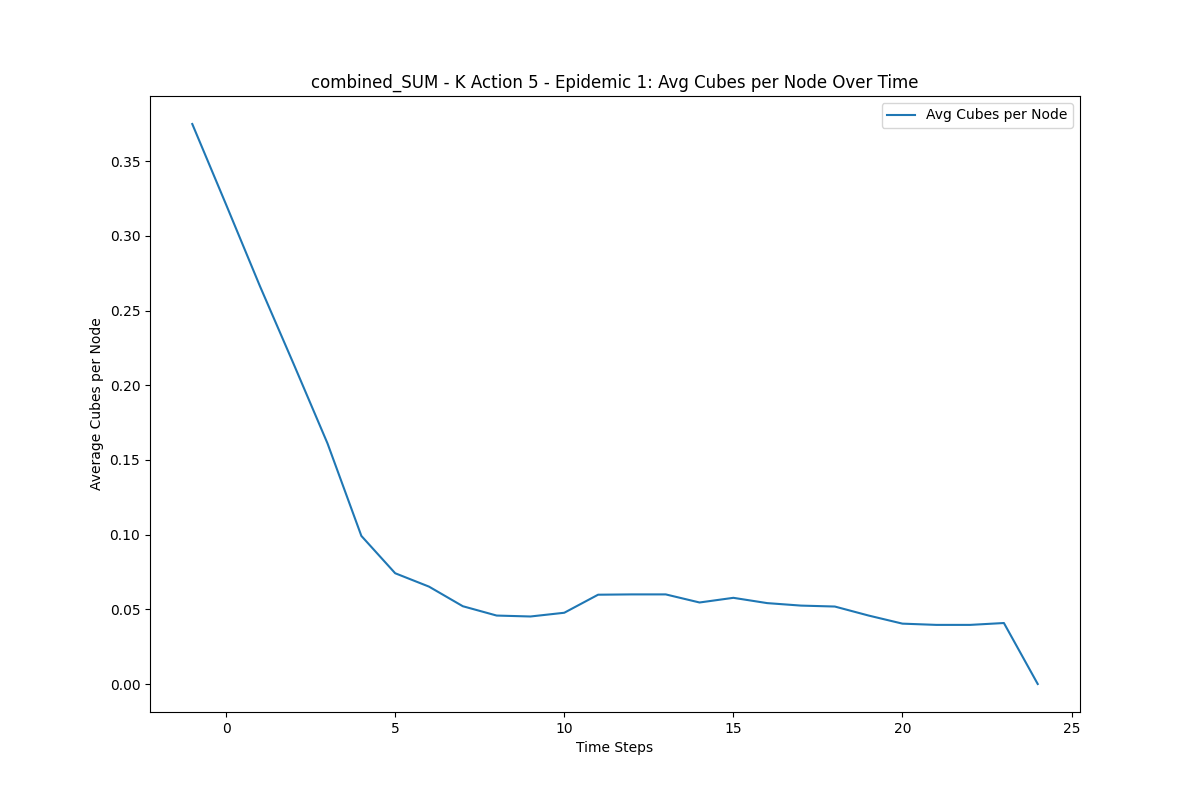 combined_SUM - K Action 5 - Epidemic 1: Avg Cubes per Node Over Time
Avg Cubes per Node
0.35
0.30
0.25
0.20
0.15
0.10
0.05
0.00
Average Cubes per Node
0 5 10 15 20 25
Time Steps